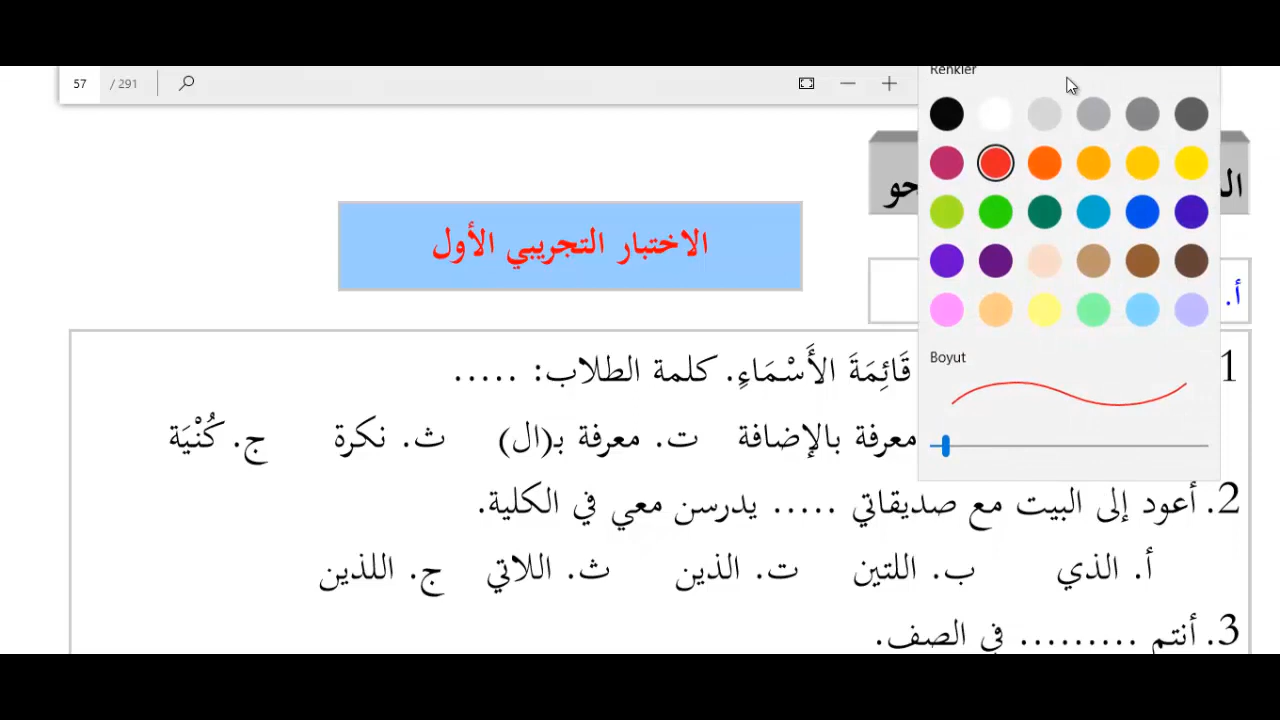 57 / 291
Renkler
الاختبار التجريبي الأول
أ.
1
قَائِمَةَ الأَسْمَاءِ. كلمة الطلاب: .....
Boyut
معرفة بالإضافة ت. معرفة بـ(ال) ث. نكرة ج. كُنْيَة
2. أعود إلى البيت مع صديقاتي ..... يدرسن معي في الكلية.
أ. الذي ب. اللتين ت. الذين ث. اللاتي ج. اللذين
3. أنتم ......... في الصف.